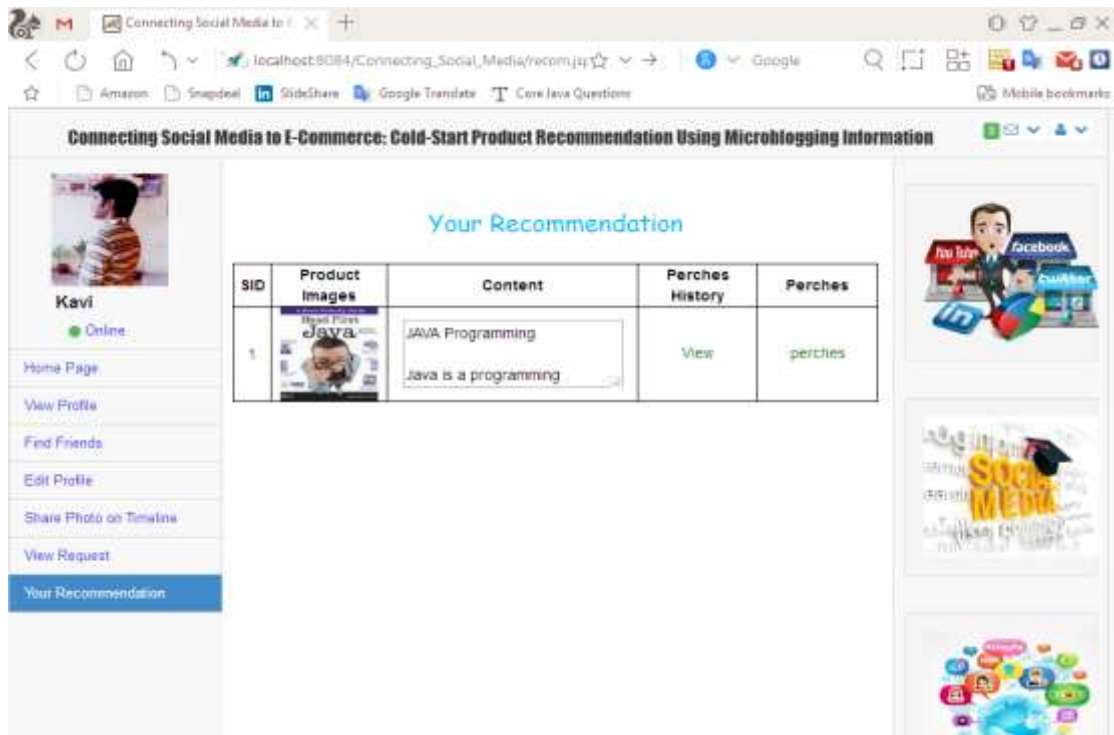 Connecting Social Media to
localhost:8084/Connecting_Social_Media/recom.jsp
Google
Amazon Snapdeal SlideShare Google Translate Core Java Questions Mobile bookmarks
Connecting Social Media to E-Commerce: Cold-Start Product Recommendation Using Microblogging Information
Kavi
Online
Home Page
View Profile
Find Friends
Edit Profile
Share Photo on Timeline
View Request
Your Recommendation
Your Recommendation
SID
Product
Images
Content
Perches
History
Perches
1
Head First
Java
JAVA Programming
Java is a programming
View
perches
You Tube
facebook
twitter
in
SOCIAL
MEDIA